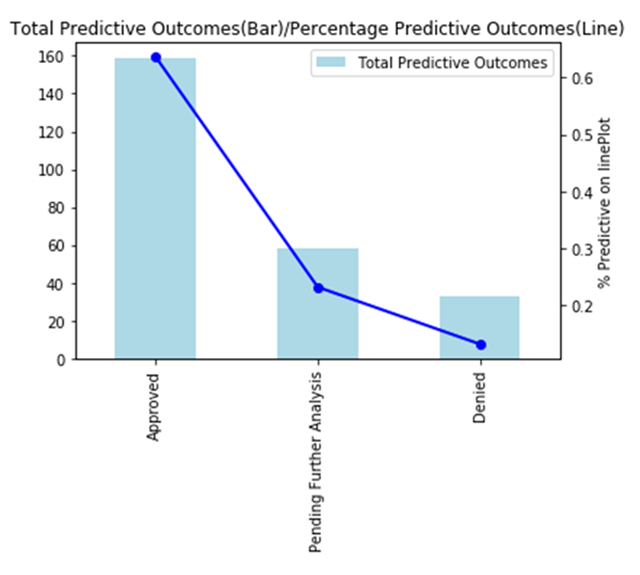 Total Predictive Outcomes(Bar)/Percentage Predictive Outcomes(Line)
Total Predictive Outcomes
160
140
120
100
80
60
40
20
0
0.6
0.5
0.4
0.3
0.2
% Predictive on linePlot
Approved
Pending Further Analysis
Denied